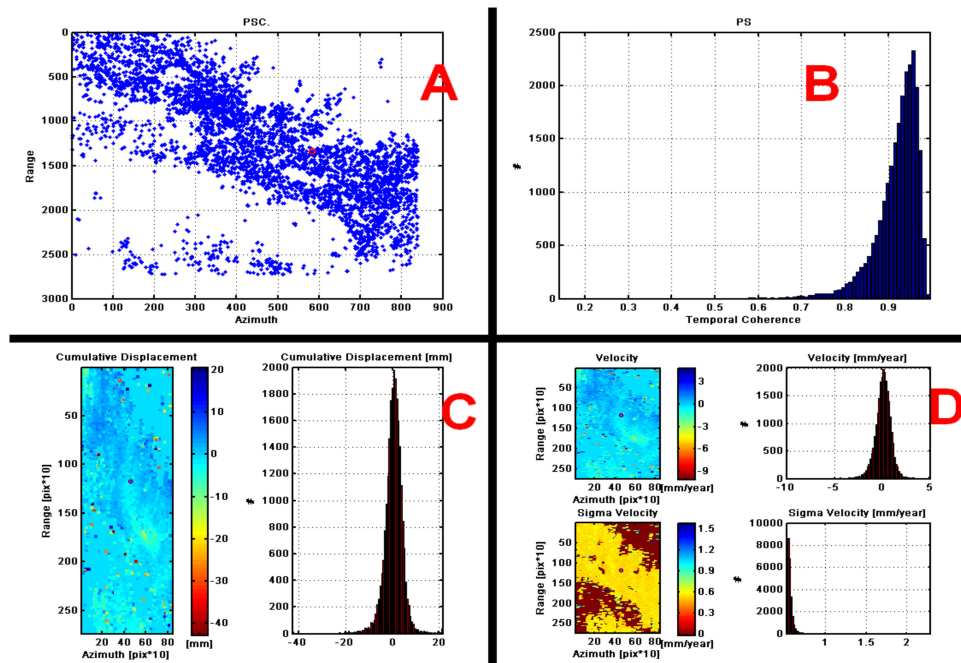 PSC.
0
500
1000
1500
2000
2500
3000
Range
0 100 200 300 400 500 600 700 800 900
Azimuth
A
PS
2500
2000
1500
1000
500
0
#
0.2 0.3 0.4 0.5 0.6 0.7 0.8 0.9
Temporal Coherence
B
Cumulative Displacement
50
100
150
200
250
Range [pix*10]
20 40 60 80
Azimuth [pix*10]
20
10
0
-10
-20
-30
-40
[mm]
Cumulative Displacement [mm]
2000
1800
1600
1400
1200
1000
800
600
400
200
0
#
-40 -20 0 20
C
Velocity
0
50
100
150
200
250
Range [pix*10]
20 40 60 80
Azimuth [pix*10]
3
0
-3
-6
-9
[mm/year]
Velocity [mm/year]
2000
1500
1000
500
0
#
-10 -5 0 5
D
Sigma Velocity
0
50
100
150
200
250
Range [pix*10]
20 40 60 80
Azimuth [pix*10]
1.5
1.2
0.9
0.6
0.3
0
[mm/year]
Sigma Velocity [mm/year]
10000
8000
6000
4000
2000
0
#
1 1.5 2